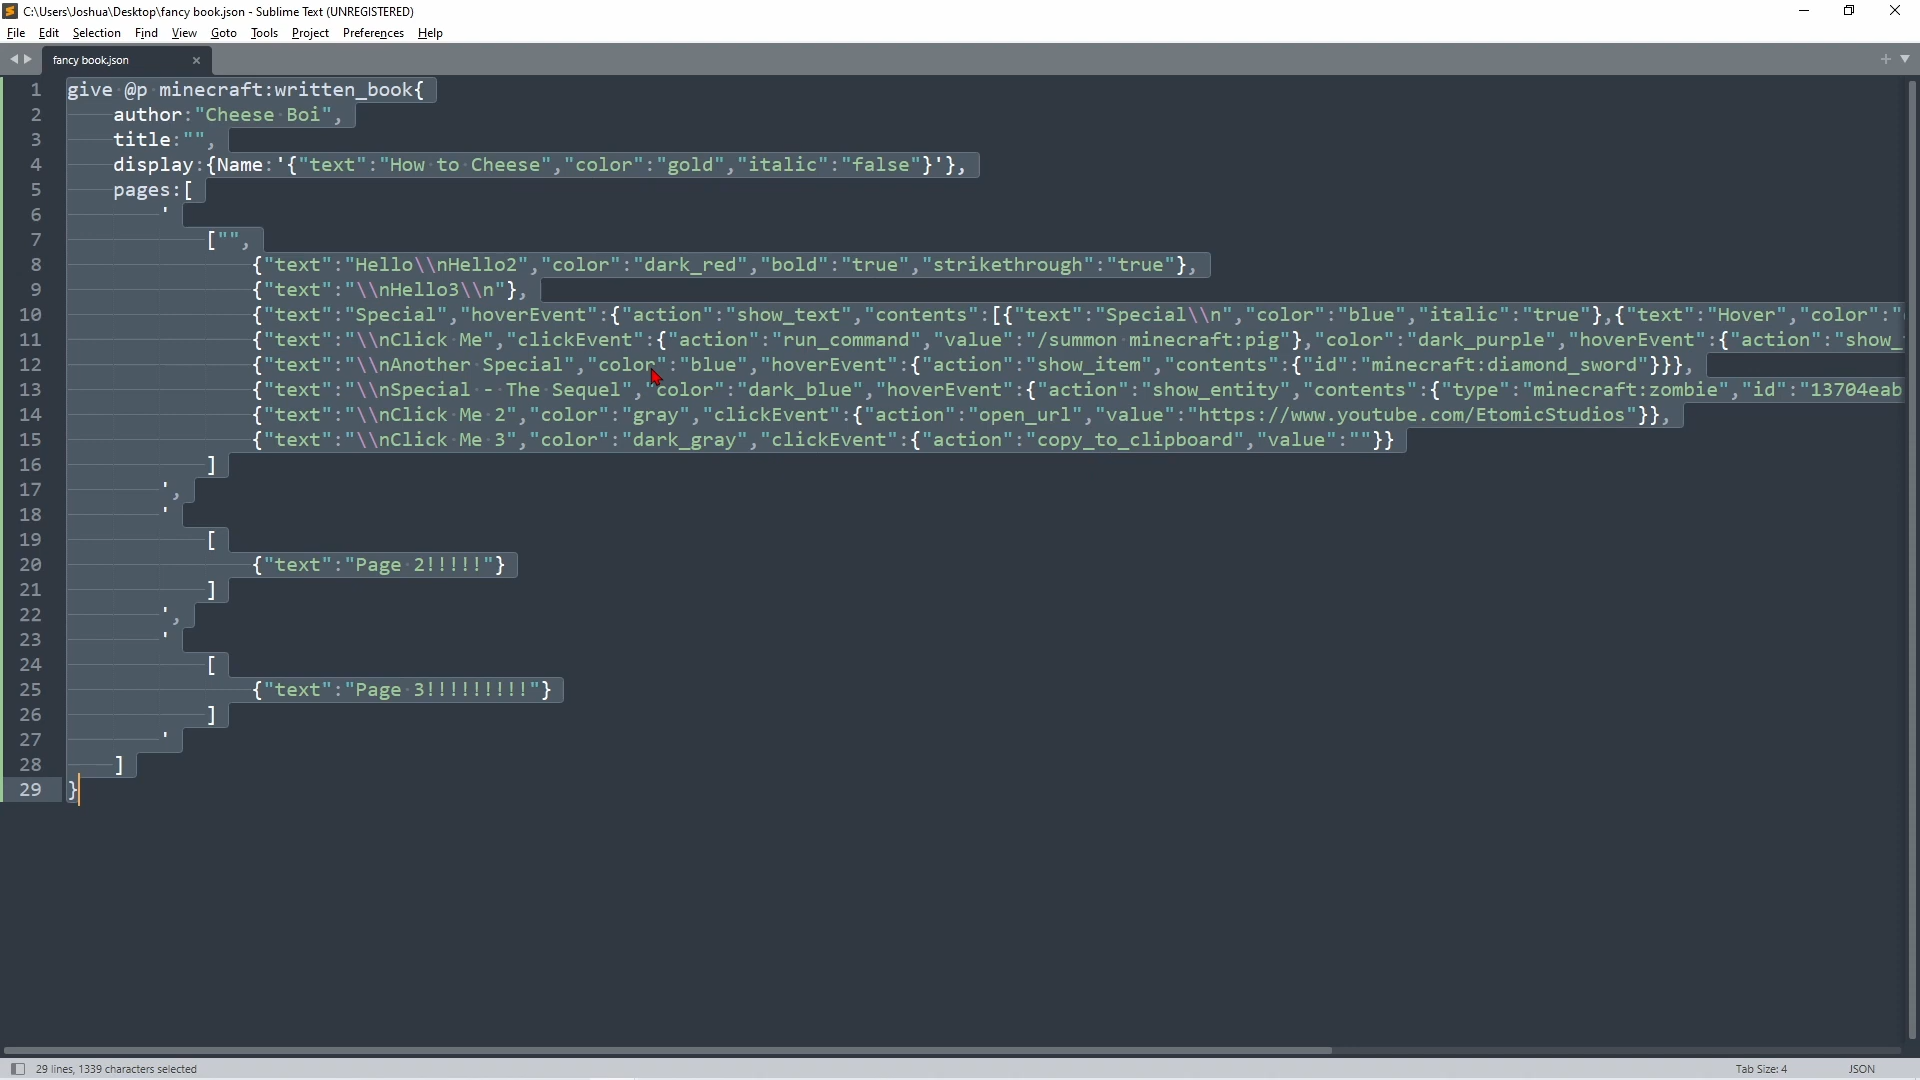 C:\Users\Joshua\Desktop\fancy book.json - Sublime Text (UNREGISTERED)
File Edit Selection Find View Goto Tools Project Preferences Help
fancy book.json
1 give @p minecraft:written_book{
2 author:"Cheese Boi",
3 title:"",
4 display:{Name:'{"text":"How to Cheese","color":"gold","italic":"false"}'},
5 pages:[
6 '
7 ["",
8 {"text":"Hello\\nHello2","color":"dark_red","bold":"true","strikethrough":"true"},
9 {"text":"\\nHello3\\n"},
10 {"text":"Special","hoverEvent":{"action":"show_text","contents":[{"text":"Special\\n","color":"blue","italic":"true"},{"text":"Hover","color":"
11 {"text":"\\nClick Me","clickEvent":{"action":"run_command","value":"/summon minecraft:pig"},"color":"dark_purple","hoverEvent":{"action":"show_
12 {"text":"\\nAnother Special","color":"blue","hoverEvent":{"action":"show_item","contents":{"id":"minecraft:diamond_sword"}}},
13 {"text":"\\nSpecial - The Sequel","color":"dark_blue","hoverEvent":{"action":"show_entity","contents":{"type":"minecraft:zombie","id":"13704eab
14 {"text":"\\nClick Me 2","color":"gray","clickEvent":{"action":"open_url","value":"https://www.youtube.com/EtomicStudios"}},
15 {"text":"\\nClick Me 3","color":"dark_gray","clickEvent":{"action":"copy_to_clipboard","value":""}}
16 ]
17 ',
18 '
19 [
20 {"text":"Page 2!!!!!"}
21 ]
22 ',
23 '
24 [
25 {"text":"Page 3!!!!!!!!!"}
26 ]
27 '
28 ]
29 }
29 lines, 1339 characters selected
Tab Size: 4
JSON